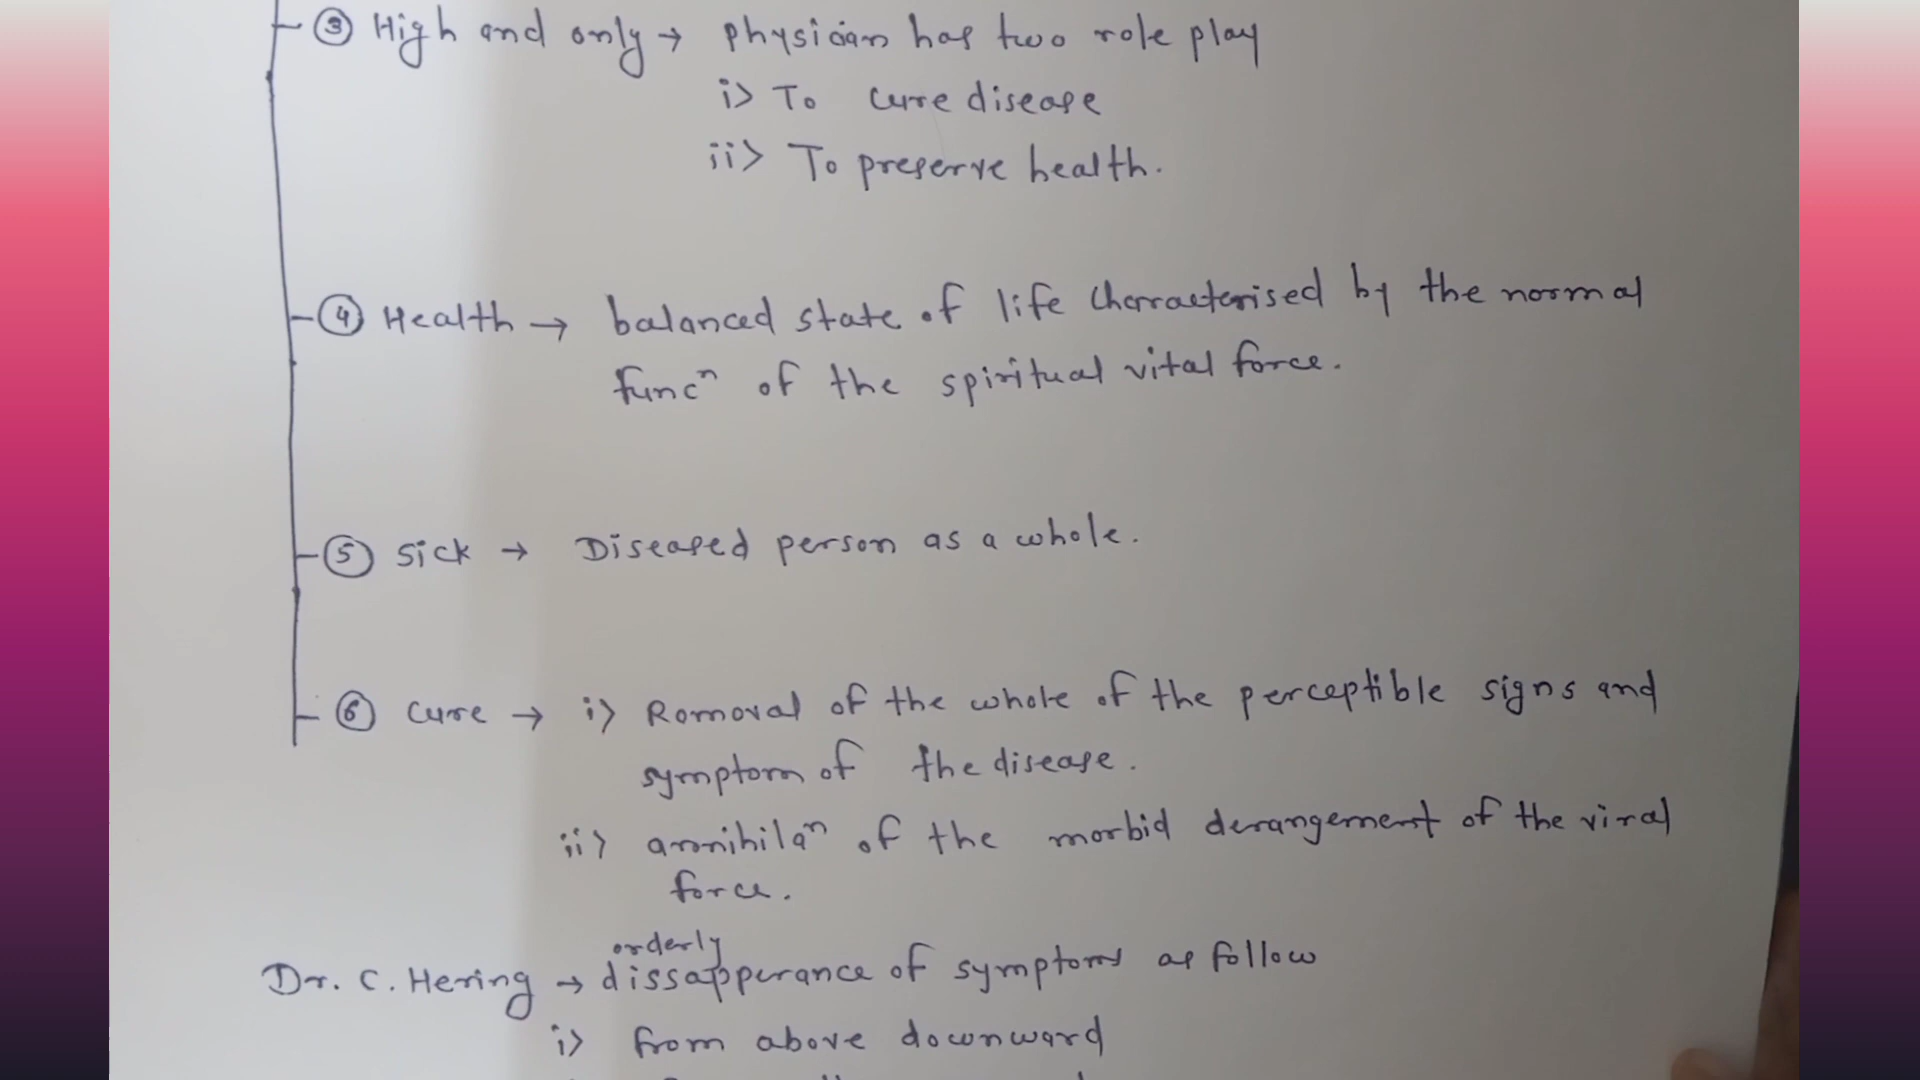 ③ High and only → physician has two role play
i> To cure disease
ii> To preserve health.
④ Health → balanced state of life characterised by the normal
funcⁿ of the spiritual vital force.
⑤ Sick → Diseased person as a whole.
⑥ Cure → i> Romoval of the whole of the perceptible signs and
symptom of the disease.
ii> annihilaⁿ of the morbid derangement of the viral
force.
orderly
Dr. C. Hering → dissapperance of symptoms as follow
i> from above downward